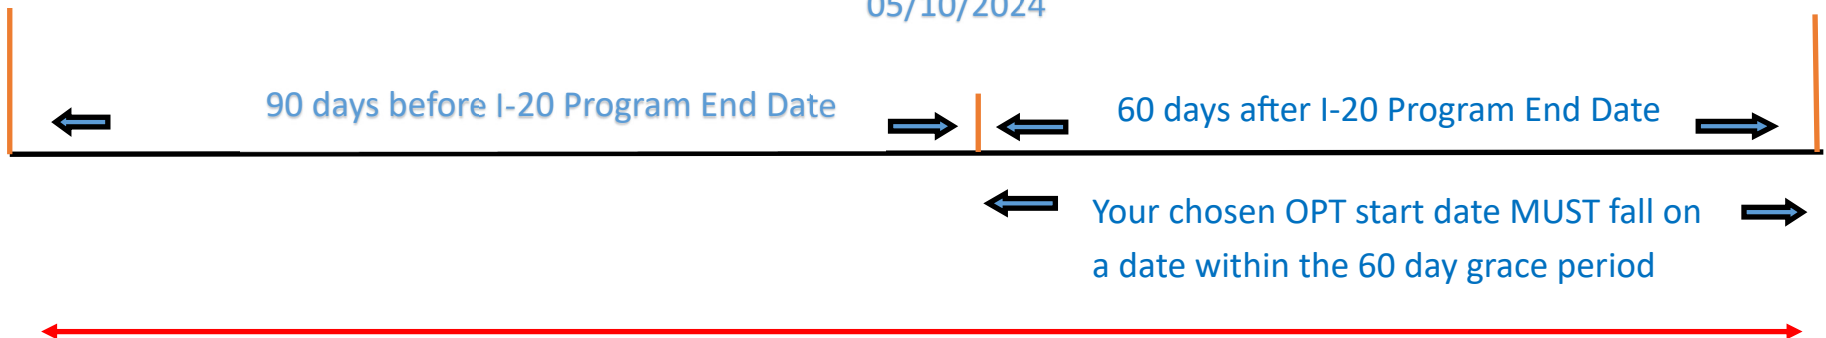 05/10/2024
90 days before I-20 Program End Date
60 days after I-20 Program End Date
Your chosen OPT start date MUST fall on
a date within the 60 day grace period